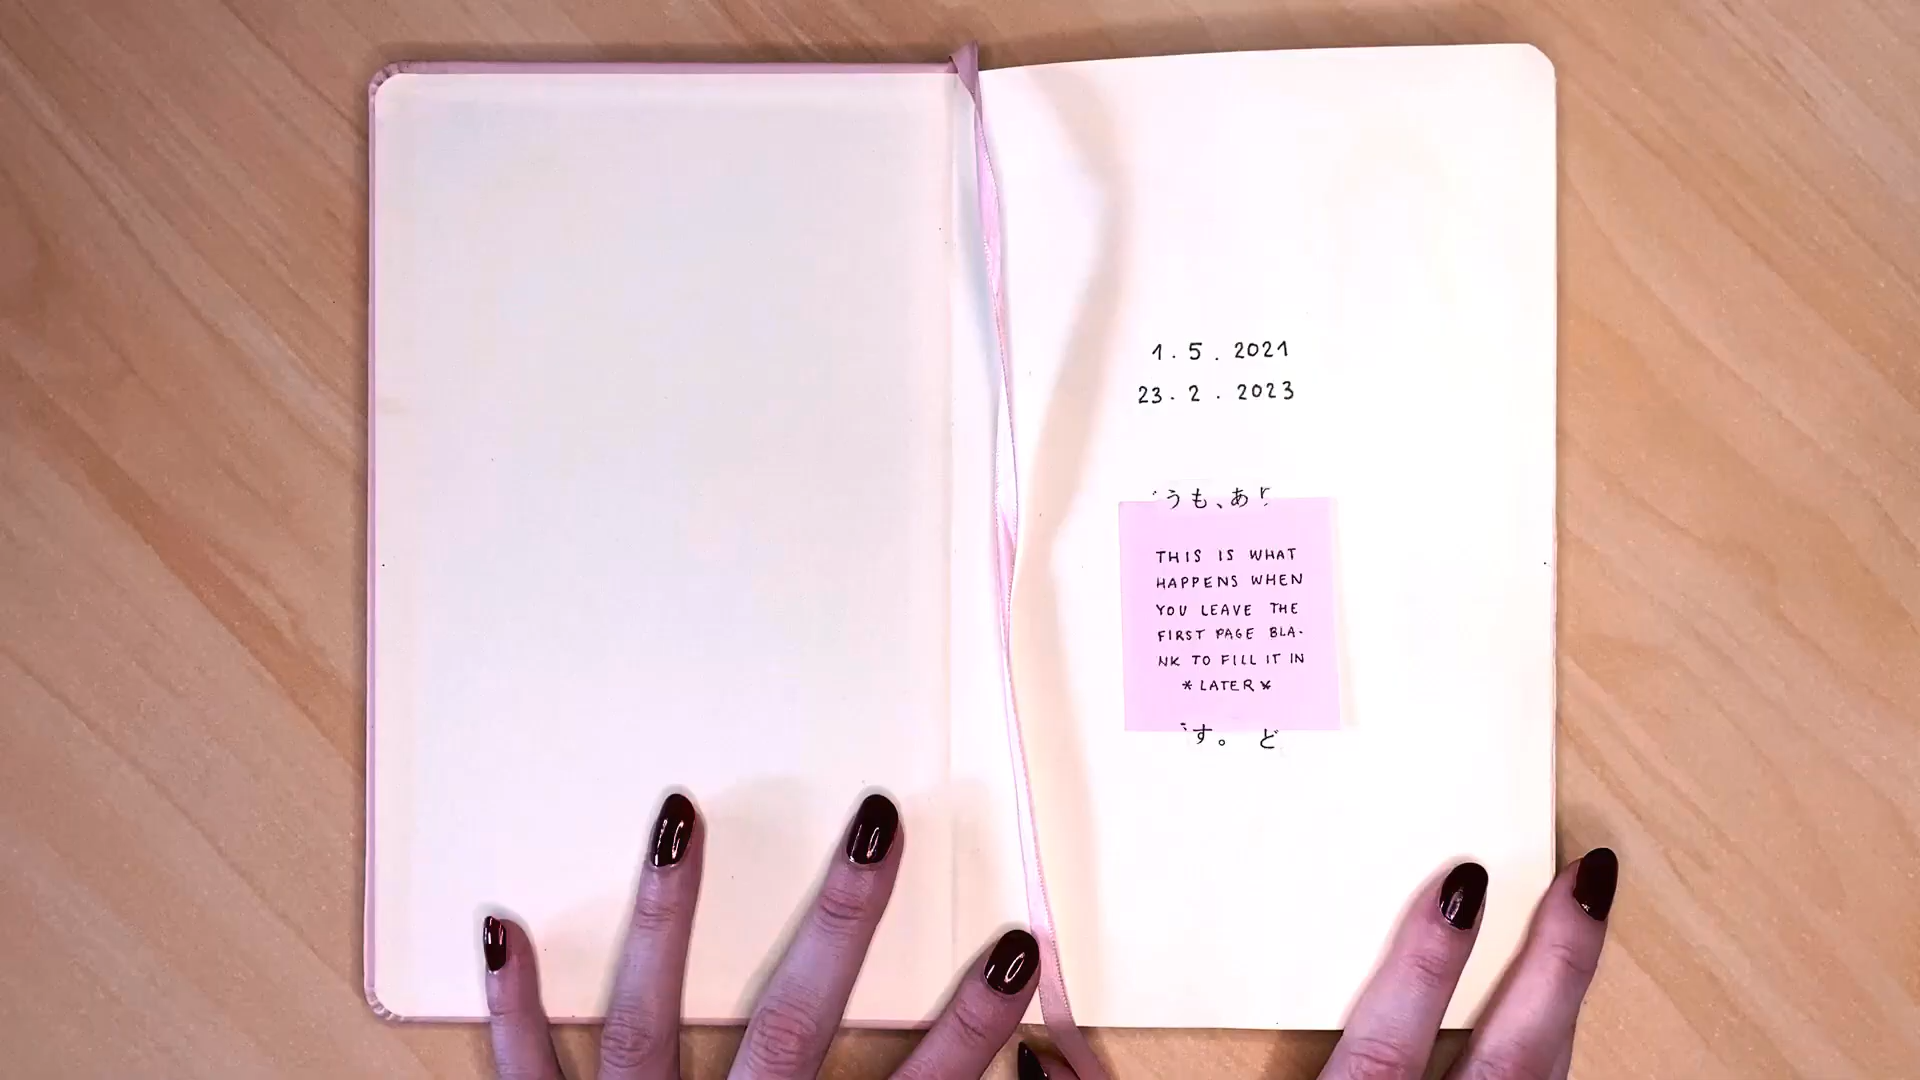 1.5.2021
23.2.2023
うも、あり
THIS IS WHAT
HAPPENS WHEN
YOU LEAVE THE
FIRST PAGE BLA-
NK TO FILL IT IN
*LATER*
す。 ど